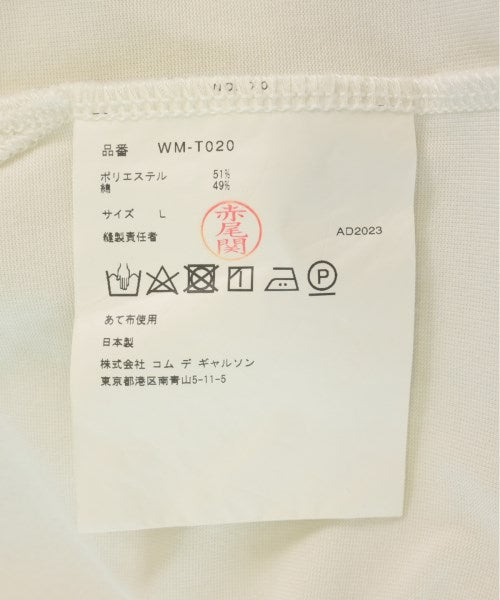 NO. 70
品番 WM-T020
ポリエステル 51%
綿 49%
サイズ L
赤尾関
縫製責任者 AD2023
P
あて布使用
日本製
株式会社 コム デ ギャルソン
東京都港区南青山5-11-5